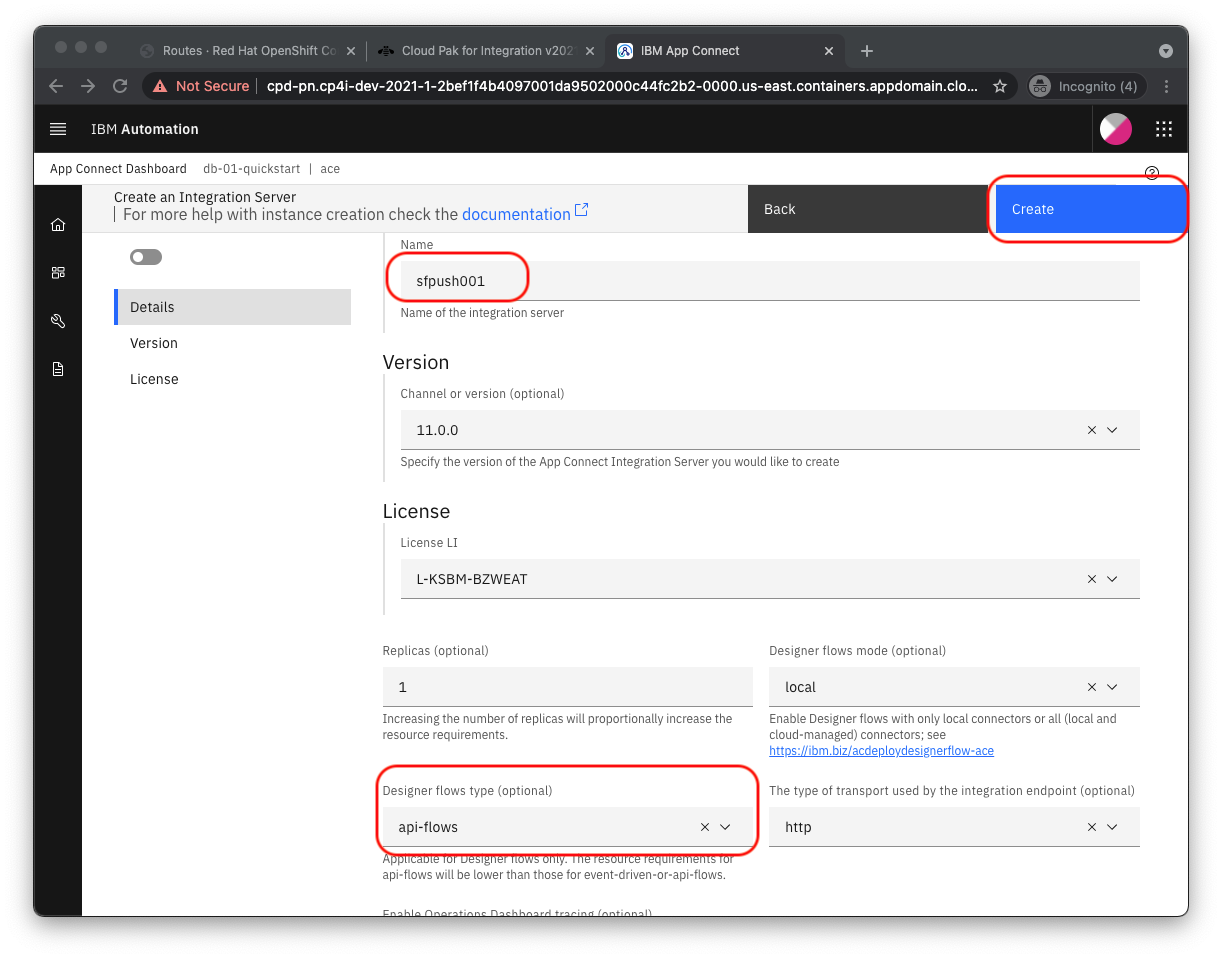 Routes · Red Hat OpenShift Co
Cloud Pak for Integration v202
IBM App Connect
Not Secure
cpd-pn.cp4i-dev-2021-1-2bef1f4b4097001da9502000c44fc2b2-0000.us-east.containers.appdomain.clo...
Incognito (4)
IBM Automation
App Connect Dashboard
db-01-quickstart | ace
Create an Integration Server
| For more help with instance creation check the documentation
Back
Create
Details
Version
License
Name
sfpush001
Name of the integration server
Version
Channel or version (optional)
11.0.0
Specify the version of the App Connect Integration Server you would like to create
License
License LI
L-KSBM-BZWEAT
Replicas (optional)
1
Increasing the number of replicas will proportionally increase the
resource requirements.
Designer flows mode (optional)
local
Enable Designer flows with only local connectors or all (local and
cloud-managed) connectors; see
https://ibm.biz/acdeploydesignerflow-ace
Designer flows type (optional)
api-flows
Applicable for Designer flows only. The resource requirements for
api-flows will be lower than those for event-driven-or-api-flows.
The type of transport used by the integration endpoint (optional)
http
Enable Operations Dashboard tracing (optional)